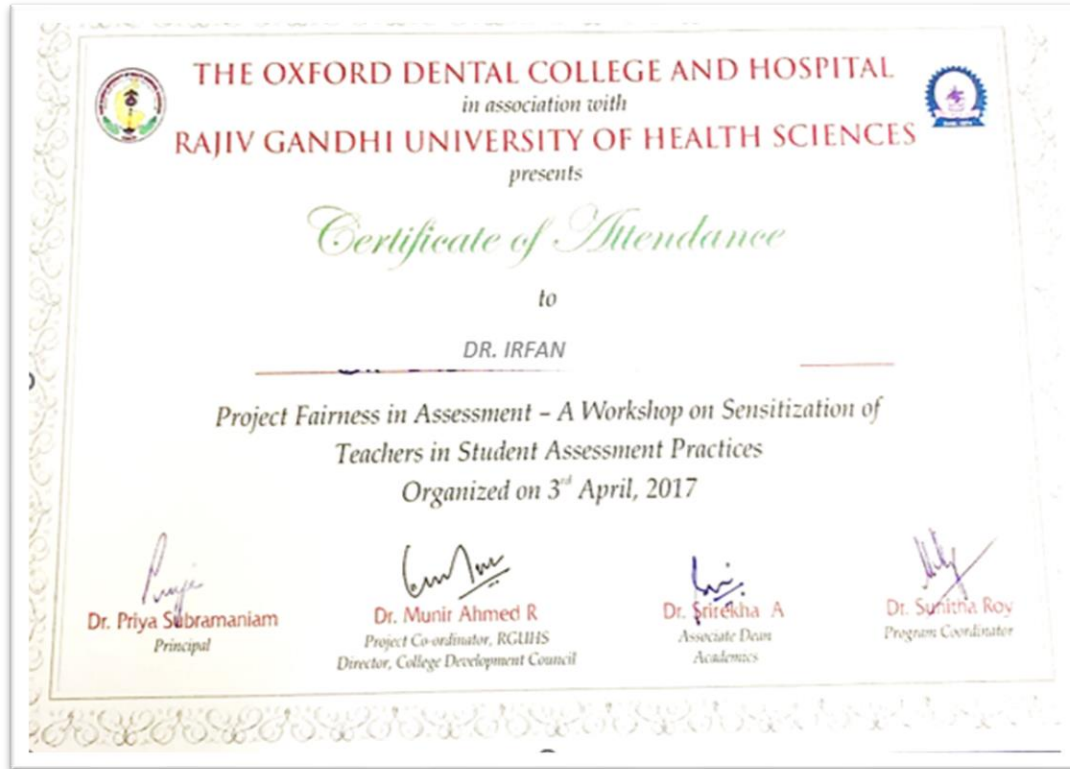 THE OXFORD DENTAL COLLEGE AND HOSPITAL
in association with
RAJIV GANDHI UNIVERSITY OF HEALTH SCIENCES
presents
Certificate of Attendance
to
DR. IRFAN
Project Fairness in Assessment – A Workshop on Sensitization of
Teachers in Student Assessment Practices
Organized on 3rd April, 2017
Dr. Priya Subramaniam
Principal
Dr. Munir Ahmed R
Project Co-ordinator, RGUHS
Director, College Development Council
Dr. Srirekha A
Associate Dean
Academics
Dr. Sunitha Roy
Program Coordinator